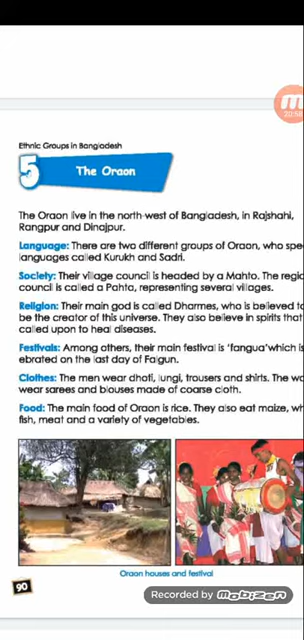 20:58
Ethnic Groups in Bangladesh
5 The Oraon
The Oraon live in the north-west of Bangladesh, in Rajshahi,
Rangpur and Dinajpur.
Language: There are two different groups of Oraon, who spe
languages called Kurukh and Sadri.
Society: Their village council is headed by a Mahto. The regio
council is called a Pahta, representing several villages.
Religion: Their main god is called Dharmes, who is believed to
be the creator of this universe. They also believe in spirits that
called upon to heal diseases.
Festivals: Among others, their main festival is 'fangua'which is
ebrated on the last day of Falgun.
Clothes: The men wear dhoti, lungi, trousers and shirts. The wo
wear sarees and blouses made of coarse cloth.
Food: The main food of Oraon is rice. They also eat maize, wh
fish, meat and a variety of vegetables.
Oraon houses and festival
90
Recorded by mobizen